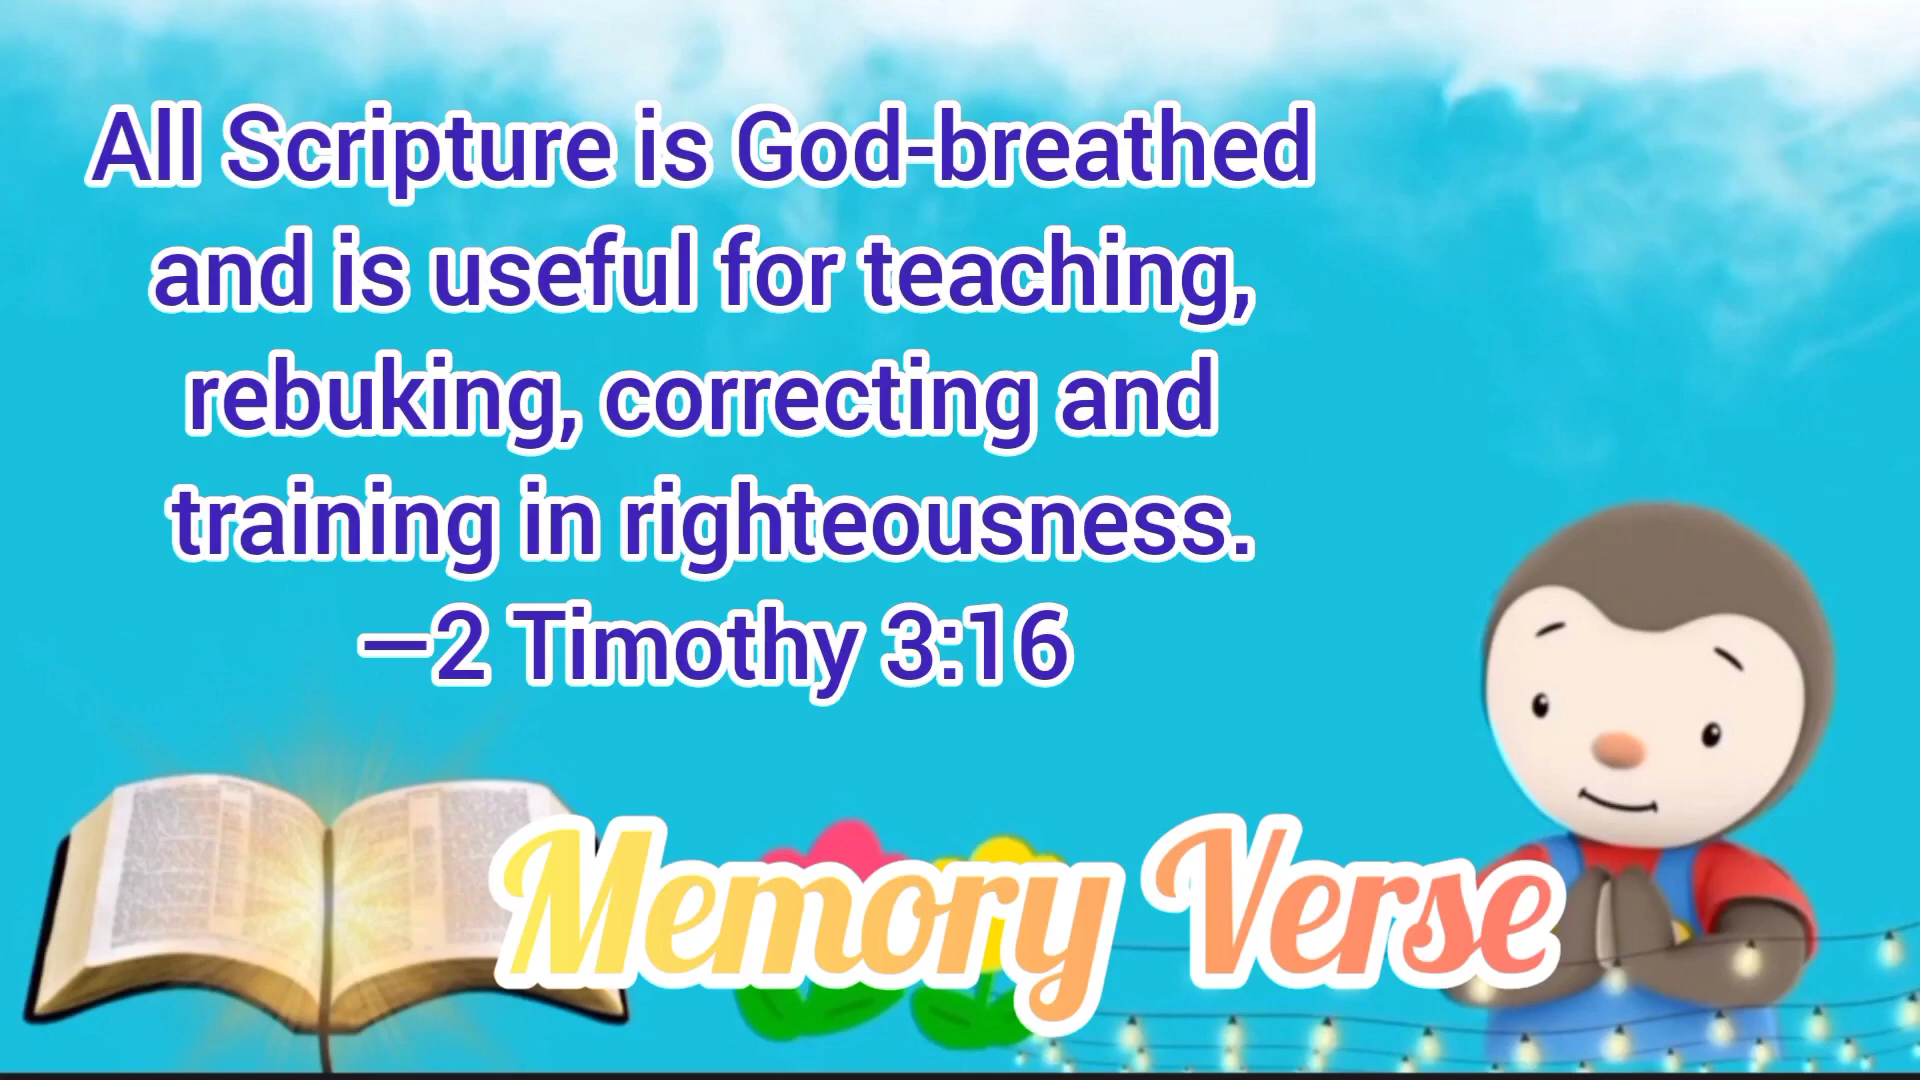 All Scripture is God-breathed
and is useful for teaching,
rebuking, correcting and
training in righteousness.
—2 Timothy 3:16
Memory Verse